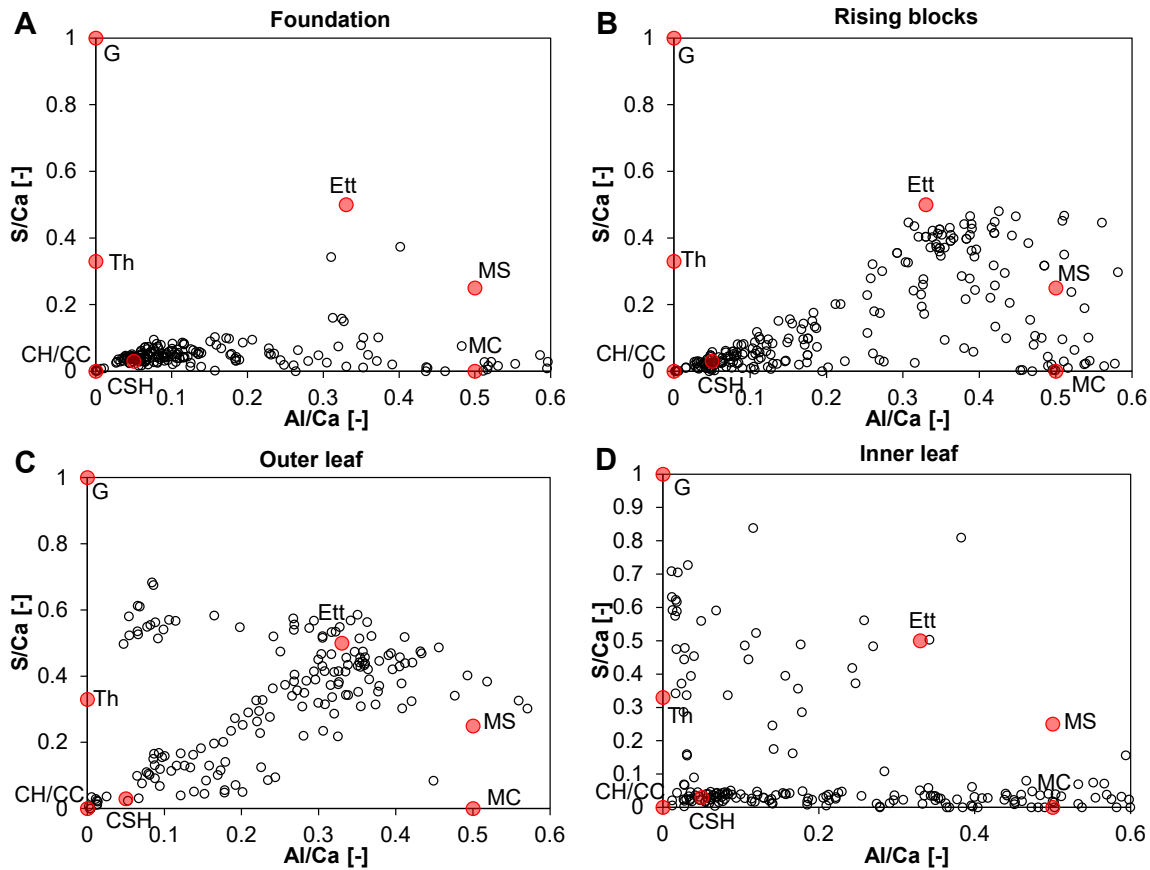 A
Foundation
1
0.8
0.6
0.4
0.2
0
S/Ca [-]
G
Ett
Th
MS
CH/CC
MC
CSH
0
0.1
0.2
0.3
0.4
0.5
0.6
Al/Ca [-]
B
Rising blocks
1
0.8
0.6
0.4
0.2
0
S/Ca [-]
G
Ett
Th
MS
CH/CC
CSH
MC
0
0.2
0.4
0.6
Al/Ca [-]
C
Outer leaf
1
0.8
0.6
0.4
0.2
0
S/Ca [-]
G
Ett
Th
MS
CH/CC
MC
CSH
0
0.1
0.2
0.3
0.4
0.5
0.6
Al/Ca [-]
D
Inner leaf
1
0.9
0.8
0.7
0.6
0.5
0.4
0.3
0.2
0.1
0
S/Ca [-]
G
Ett
Th
MS
MC
CH/CC
CSH
0.2
0.4
0.6
Al/Ca [-]